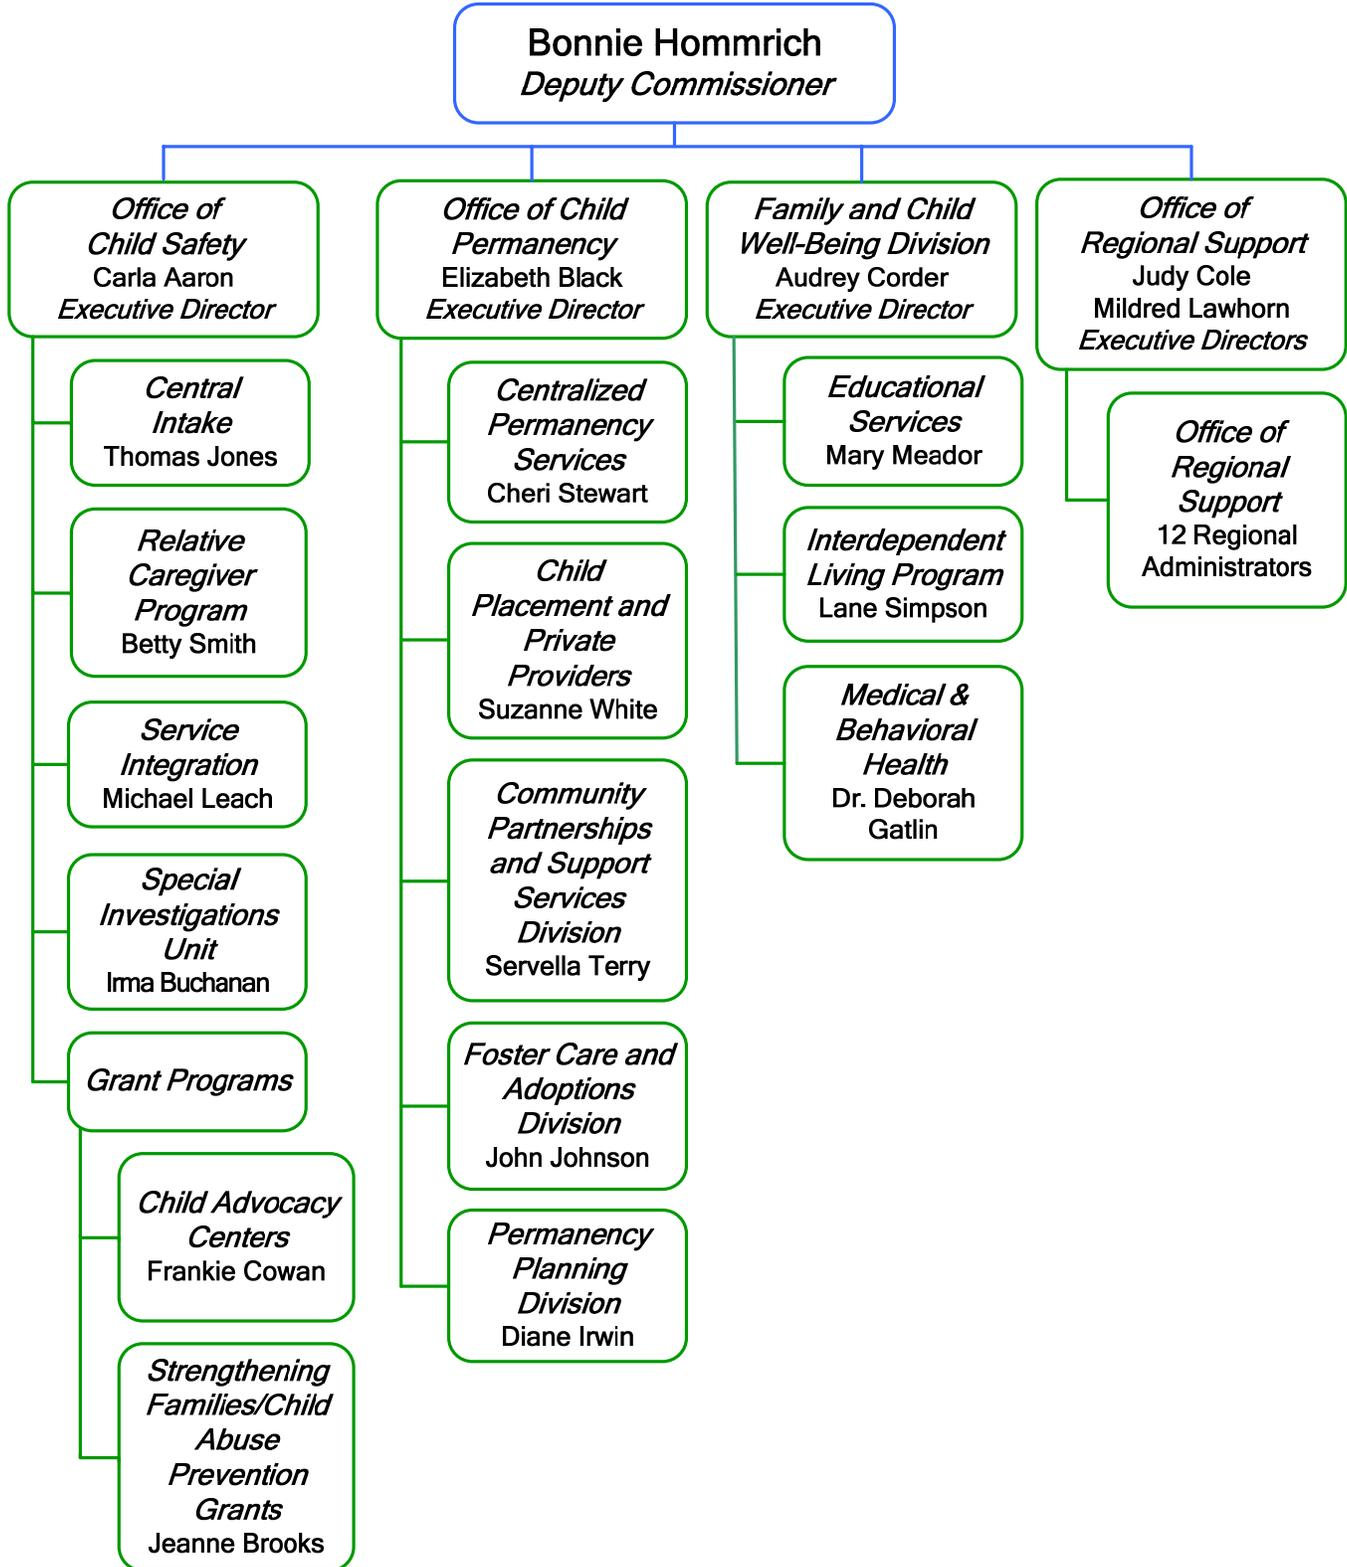 Bonnie Hommrich
Deputy Commissioner
Office of
Child Safety
Carla Aaron
Executive Director
Central
Intake
Thomas Jones
Relative
Caregiver
Program
Betty Smith
Service
Integration
Michael Leach
Special
Investigations
Unit
Irma Buchanan
Grant Programs
Child Advocacy
Centers
Frankie Cowan
Strengthening
Families/Child
Abuse
Prevention
Grants
Jeanne Brooks
Office of Child
Permanency
Elizabeth Black
Executive Director
Centralized
Permanency
Services
Cheri Stewart
Child
Placement and
Private
Providers
Suzanne White
Community
Partnerships
and Support
Services
Division
Servella Terry
Foster Care and
Adoptions
Division
John Johnson
Permanency
Planning
Division
Diane Irwin
Family and Child
Well-Being Division
Audrey Corder
Executive Director
Educational
Services
Mary Meador
Interdependent
Living Program
Lane Simpson
Medical &
Behavioral
Health
Dr. Deborah
Gatlin
Office of
Regional Support
Judy Cole
Mildred Lawhorn
Executive Directors
Office of
Regional
Support
12 Regional
Administrators